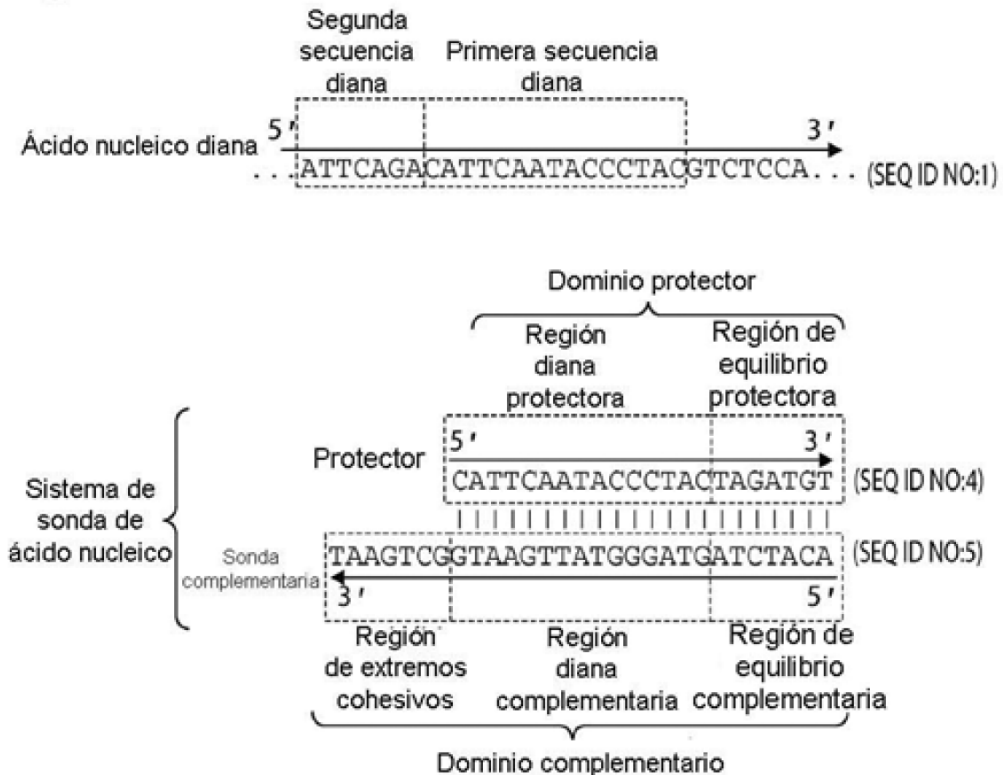 Segunda
secuencia
diana
Primera secuencia
diana
Ácido nucleico diana
5'
3'
...ATTCAGACATTCAATACCCTACGTCTCCA...
(SEQ ID NO:1)
Dominio protector
Región
diana
protectora
Región de
equilibrio
protectora
Protector
5'
3'
CATTCAATACCCTACTAGATGT
(SEQ ID NO:4)
Sistema de
sonda de
ácido nucleico
Sonda
complementaria
TAAGTCGGTAAGTTATGGGATGATCTACA
(SEQ ID NO:5)
3'
5'
Región
de extremos
cohesivos
Región
diana
complementaria
Región de
equilibrio
complementaria
Dominio complementario